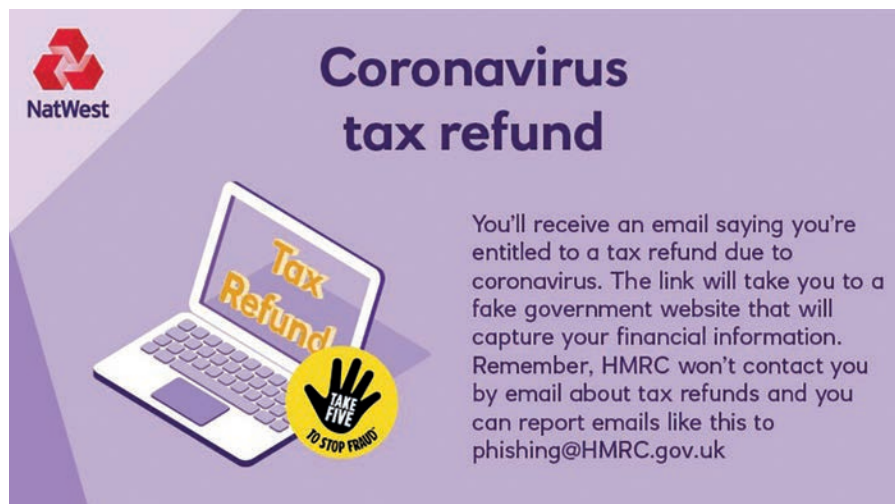 NatWest
Coronavirus
tax refund
Tax
Refund
TAKE
FIVE
TO STOP FRAUD™
You'll receive an email saying you're
entitled to a tax refund due to
coronavirus. The link will take you to a
fake government website that will
capture your financial information.
Remember, HMRC won't contact you
by email about tax refunds and you
can report emails like this to
phishing@HMRC.gov.uk